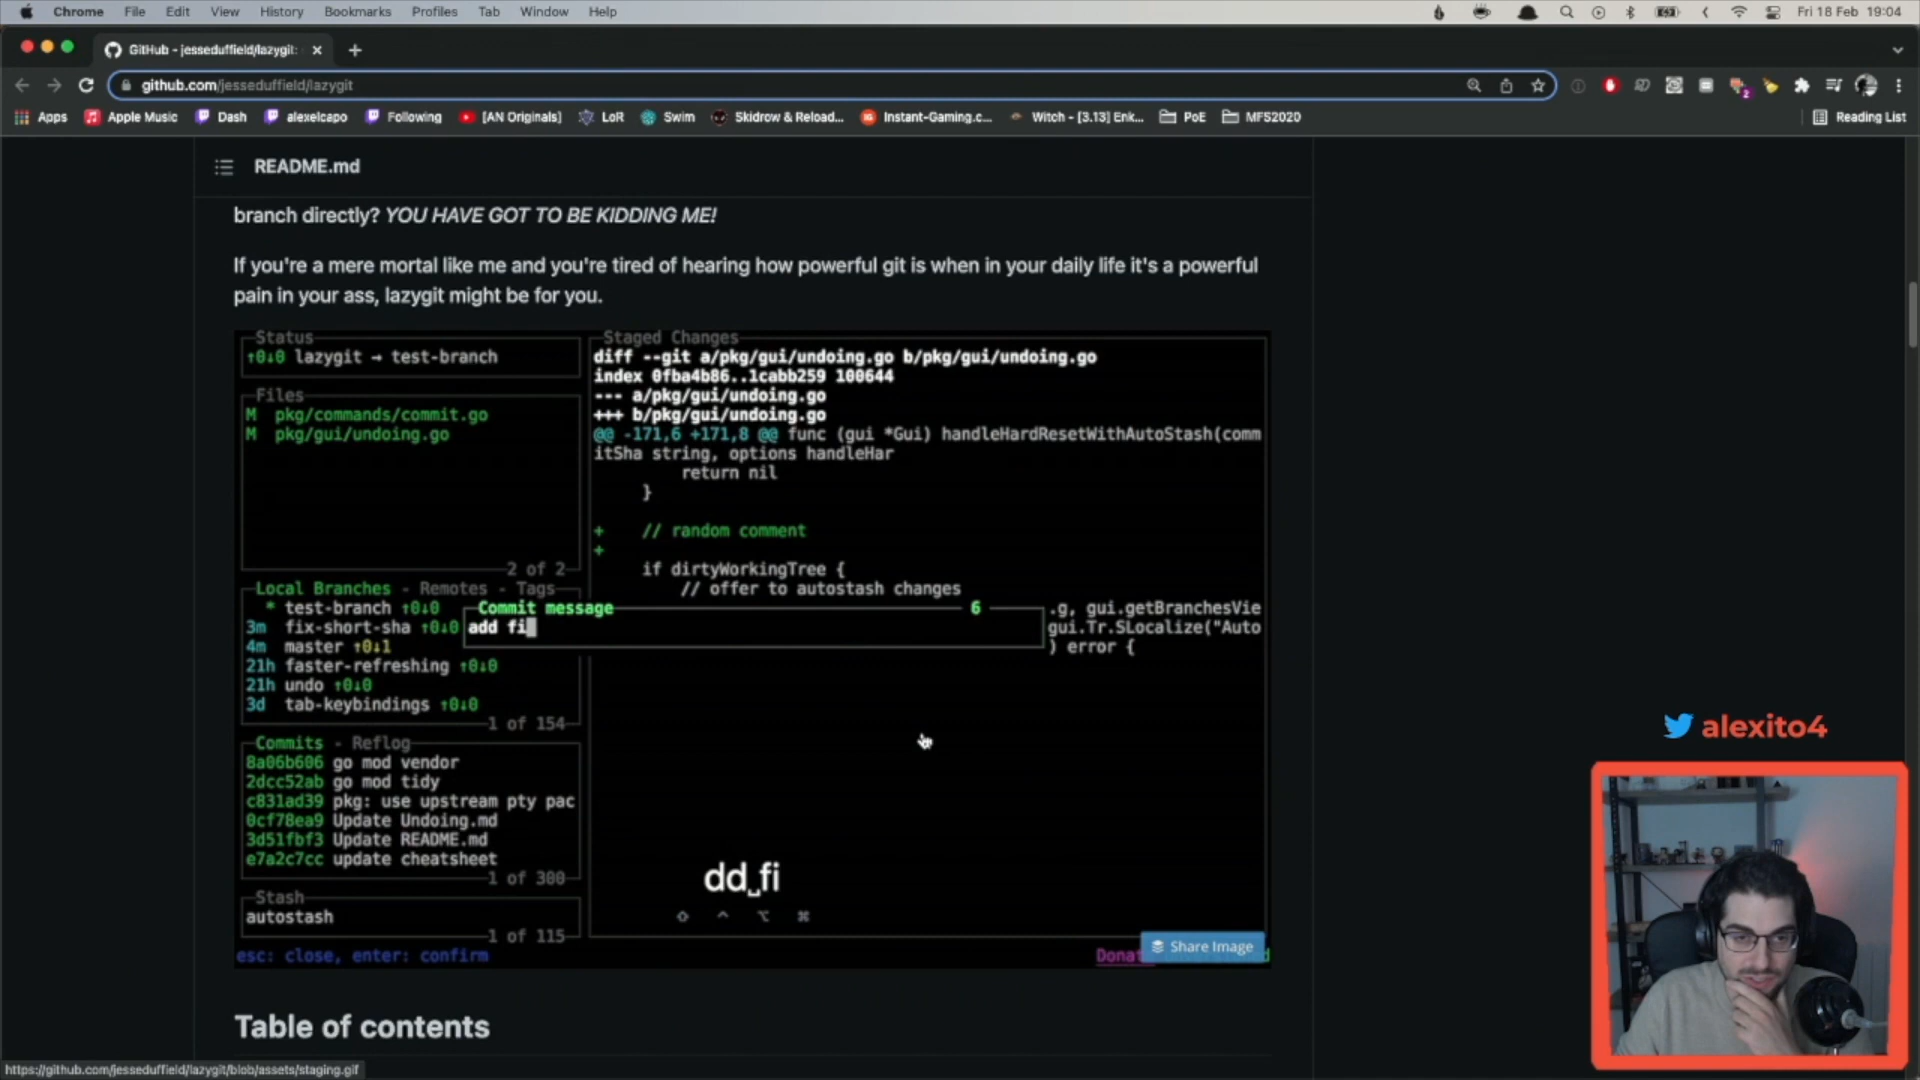 Chrome File Edit View History Bookmarks Profiles Tab Window Help Fri 18 Feb 19:04
GitHub - jesseduffield/lazygit:
github.com/jesseduffield/lazygit
Apps Apple Music Dash alexelcapo Following [AN Originals] LoR Swim Skidrow & Reload... Instant-Gaming.c... Witch - [3.13] Enk... PoE MFS2020 Reading List
README.md
branch directly? YOU HAVE GOT TO BE KIDDING ME!
If you're a mere mortal like me and you're tired of hearing how powerful git is when in your daily life it's a powerful
pain in your ass, lazygit might be for you.
Status
↑0↓0 lazygit → test-branch
Files
M pkg/commands/commit.go
M pkg/gui/undoing.go
2 of 2
Local Branches - Remotes - Tags
* test-branch ↑0↓0
3m fix-short-sha ↑0↓0
4m master ↑0↓1
21h faster-refreshing ↑0↓0
21h undo ↑0↓0
3d tab-keybindings ↑0↓0
1 of 154
Commits - Reflog
8a06b606 go mod vendor
2dcc52ab go mod tidy
c831ad39 pkg: use upstream pty pac
0cf78ea9 Update Undoing.md
3d51fbf3 Update README.md
e7a2c7cc update cheatsheet
1 of 300
Stash
autostash
1 of 115
esc: close, enter: confirm
Staged Changes
diff --git a/pkg/gui/undoing.go b/pkg/gui/undoing.go
index 0fba4b86..1cabb259 100644
--- a/pkg/gui/undoing.go
+++ b/pkg/gui/undoing.go
@@ -171,6 +171,8 @@ func (gui *Gui) handleHardResetWithAutoStash(comm
itSha string, options handleHar
return nil
}
+ // random comment
+
if dirtyWorkingTree {
// offer to autostash changes
.g, gui.getBranchesVie
gui.Tr.SLocalize("Auto
) error {
Commit message 6
add fi
dd␣fi
⇧ ^ ⌥ ⌘
Donat
Share Image
Table of contents
https://github.com/jesseduffield/lazygit/blob/assets/staging.gif
alexito4